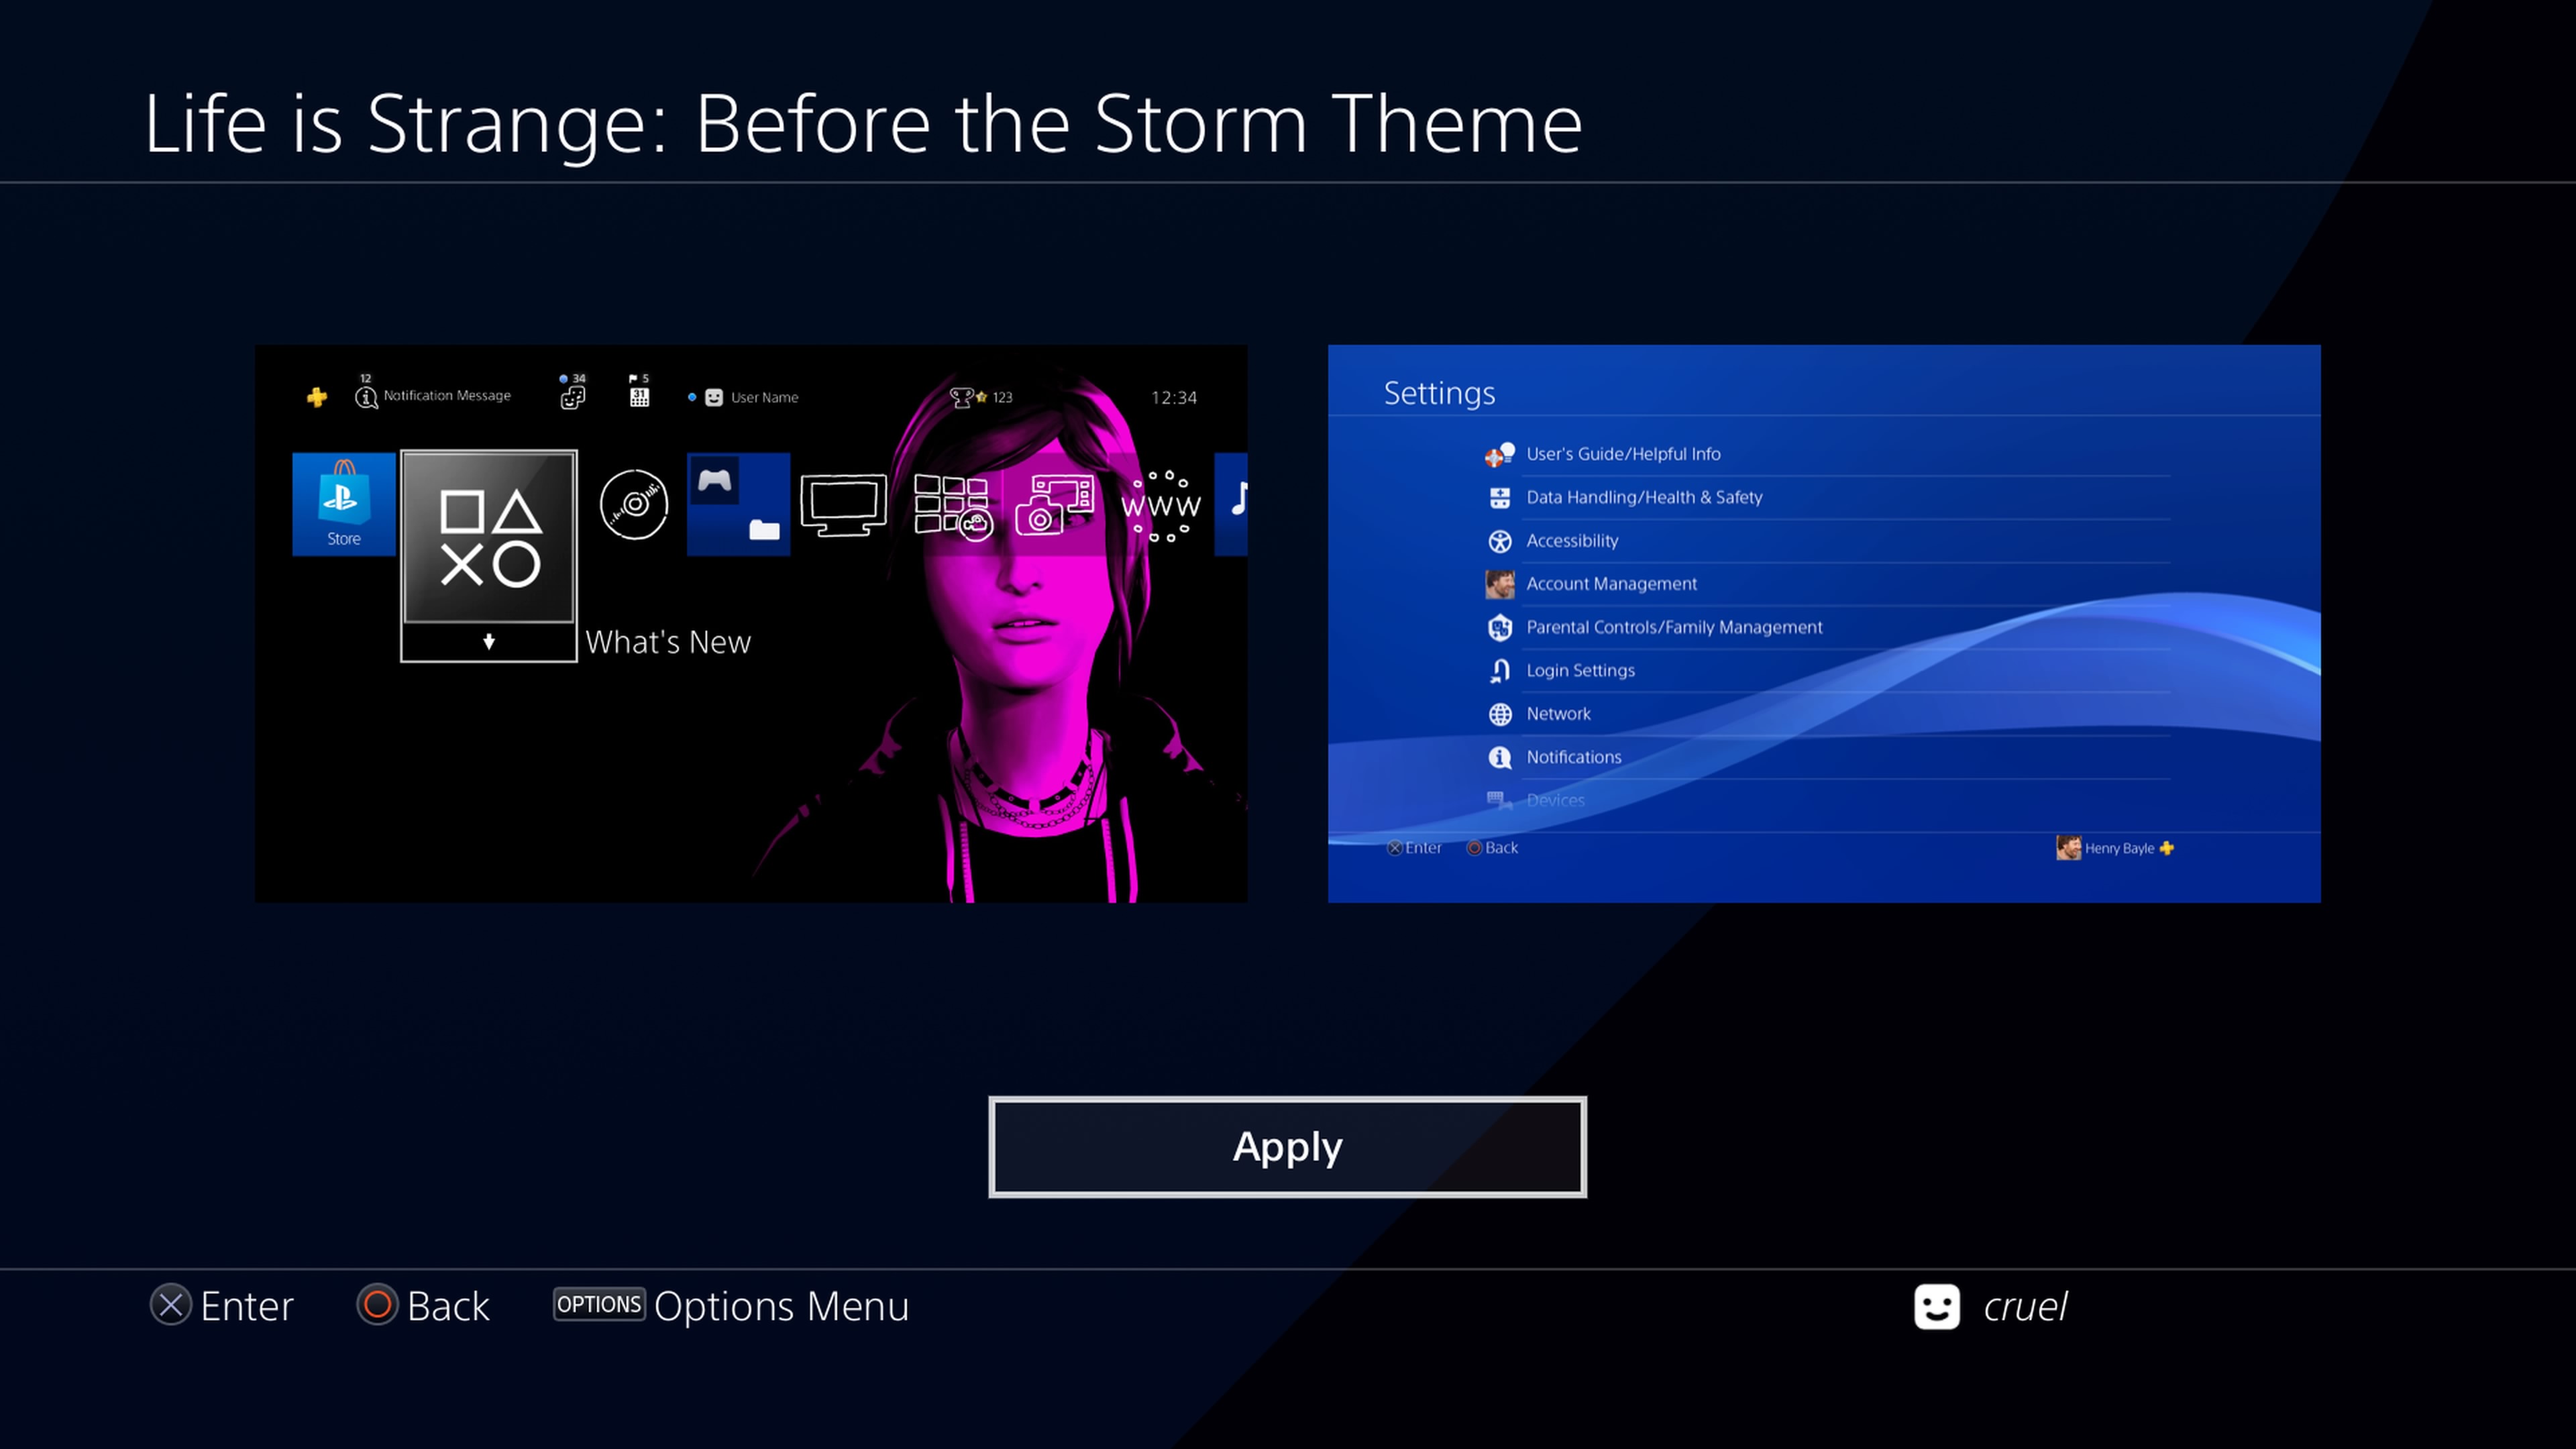 Life is Strange: Before the Storm Theme
12
Notification Message
34
5
31
User Name
123
12:34
Store
WWW
What's New
Settings
User's Guide/Helpful Info
Data Handling/Health & Safety
Accessibility
Account Management
Parental Controls/Family Management
Login Settings
Network
Notifications
Devices
Enter Back
Henry Bayle
Apply
Enter Back OPTIONS Options Menu
cruel